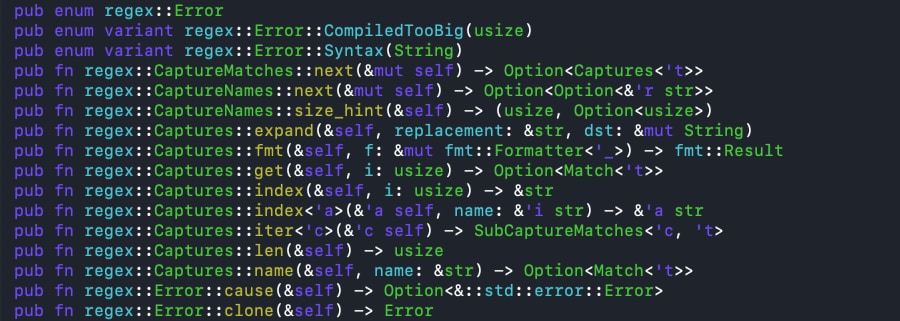 pub enum regex::Error
pub enum variant regex::Error::CompiledTooBig(usize)
pub enum variant regex::Error::Syntax(String)
pub fn regex::CaptureMatches::next(&mut self) -> Option<Captures<'t>>
pub fn regex::CaptureNames::next(&mut self) -> Option<Option<&'r str>>
pub fn regex::CaptureNames::size_hint(&self) -> (usize, Option<usize>)
pub fn regex::Captures::expand(&self, replacement: &str, dst: &mut String)
pub fn regex::Captures::fmt(&self, f: &mut fmt::Formatter<'_>) -> fmt::Result
pub fn regex::Captures::get(&self, i: usize) -> Option<Match<'t>>
pub fn regex::Captures::index(&self, i: usize) -> &str
pub fn regex::Captures::index<'a>(&'a self, name: &'i str) -> &'a str
pub fn regex::Captures::iter<'c>(&'c self) -> SubCaptureMatches<'c, 't>
pub fn regex::Captures::len(&self) -> usize
pub fn regex::Captures::name(&self, name: &str) -> Option<Match<'t>>
pub fn regex::Error::cause(&self) -> Option<&::std::error::Error>
pub fn regex::Error::clone(&self) -> Error